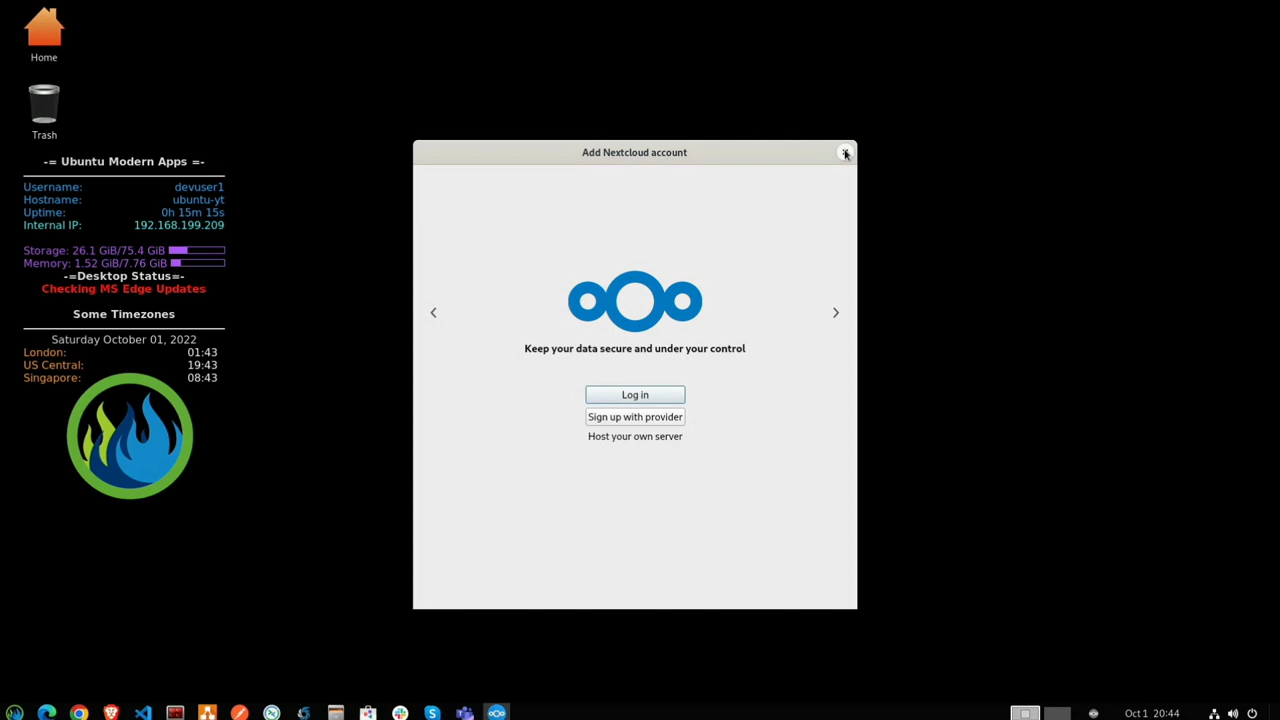 Home
Trash
-= Ubuntu Modern Apps =-
Username: devuser1
Hostname: ubuntu-yt
Uptime: 0h 15m 15s
Internal IP: 192.168.199.209
Storage: 26.1 GiB/75.4 GiB
Memory: 1.52 GiB/7.76 GiB
-=Desktop Status=-
Checking MS Edge Updates
Some Timezones
Saturday October 01, 2022
London: 01:43
US Central: 19:43
Singapore: 08:43
Add Nextcloud account
Keep your data secure and under your control
Log in
Sign up with provider
Host your own server
Oct 1 20:44